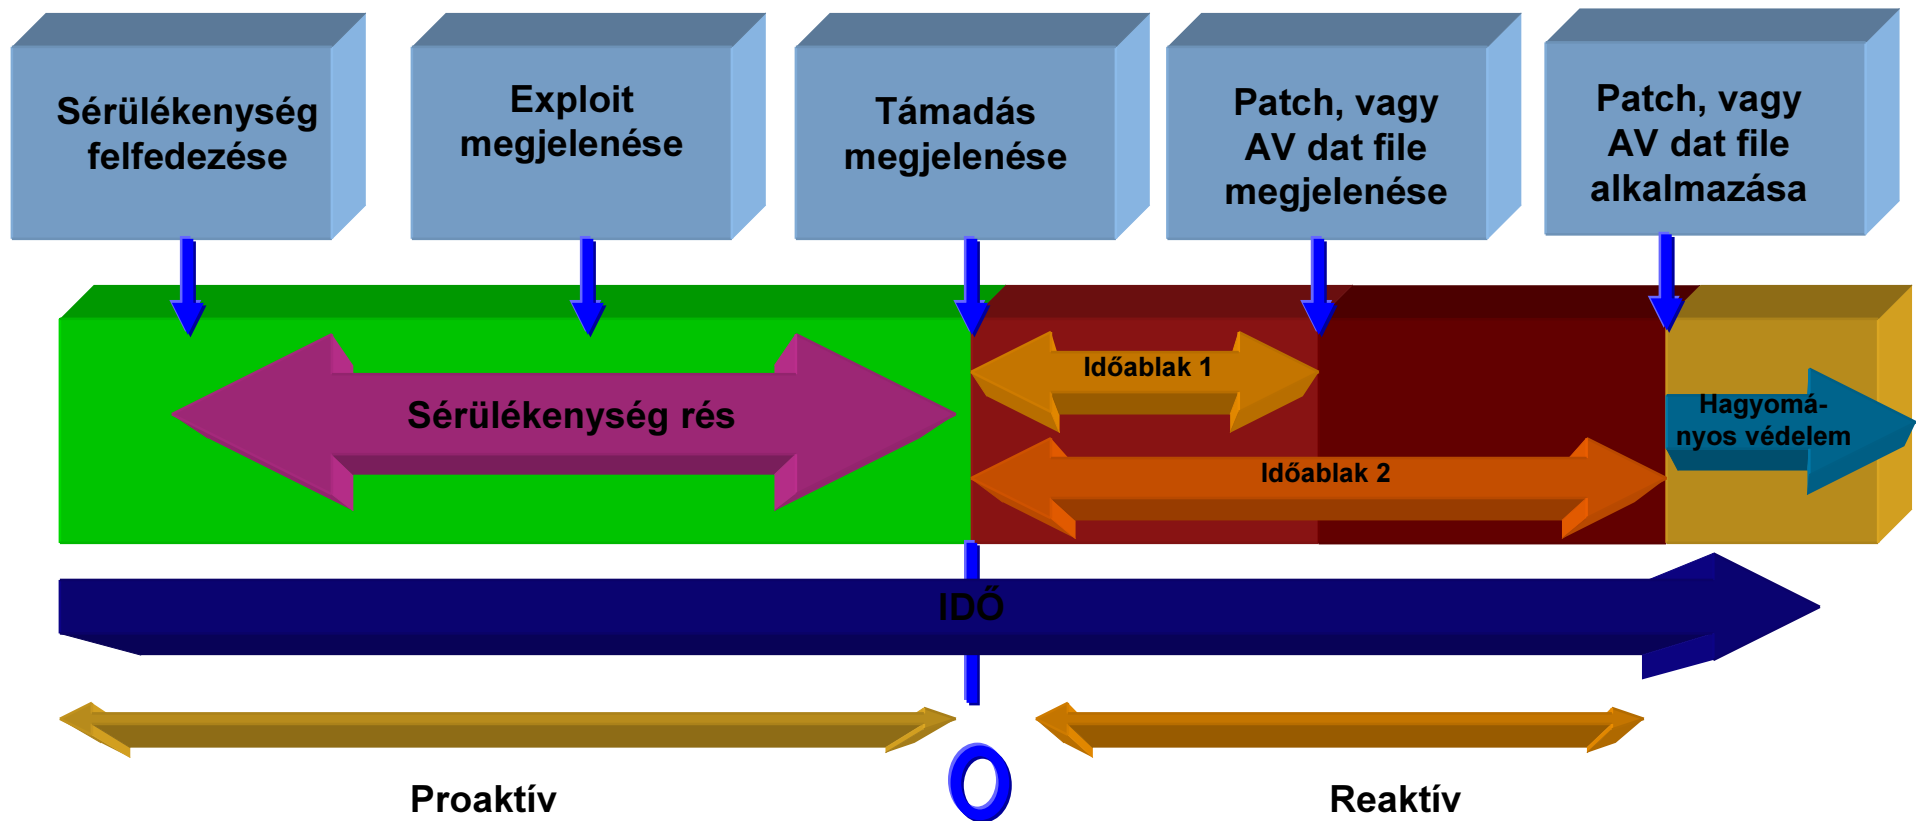 Sérülékenység
felfedezése
Exploit
megjelenése
Támadás
megjelenése
Patch, vagy
AV dat file
megjelenése
Patch, vagy
AV dat file
alkalmazása
Sérülékenység rés
Időablak 1
Időablak 2
Hagyomá-
nyos védelem
IDŐ
Proaktív
0
Reaktív